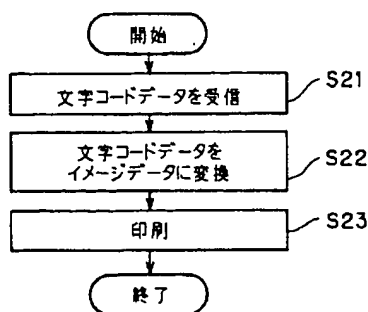 開始
文字コードデータを受信
S21
文字コードデータを
イメージデータに変換
S22
印刷
S23
終了